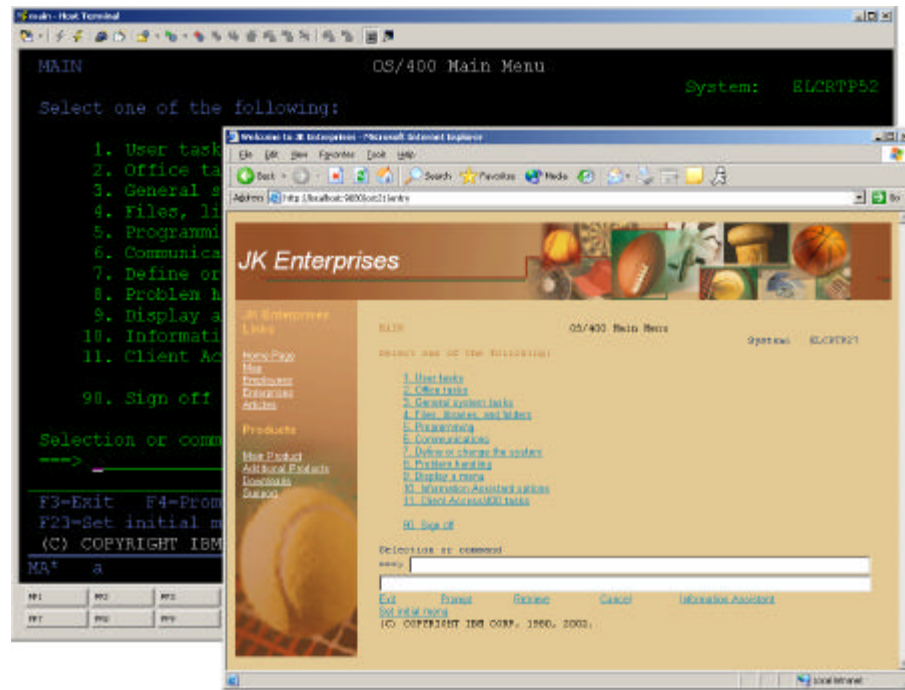 main - Host Terminal
MAIN OS/400 Main Menu
System: ELCRTP52
Select one of the following:
1. User task
2. Office ta
3. General s
4. Files, li
5. Programmi
6. Communica
7. Define or
8. Problem h
9. Display a
10. Informati
11. Client Ac
90. Sign off
Selection or comm
===>
F3=Exit F4=Prom
F23=Set initial m
(C) COPYRIGHT IBM
MA* a
PF1 PF2 PF3
PF7 PF8 PF9
Welcome to JK Enterprises - Microsoft Internet Explorer
File Edit View Favorites Tools Help
Back Search Favorites Media
Address Go
JK Enterprises
JK Enterprises
Links
Home Page
Map
Employees
Enterprises
Articles
Products
Main Product
Additional Products
Downloads
Support
MAIN OS/400 Main Menu
System: ELCRTP27
Select one of the following:
1. User tasks
2. Office tasks
3. General system tasks
4. Files, libraries, and folders
5. Programming
6. Communications
7. Define or change the system
8. Problem handling
9. Display a menu
10. Information Assistant options
11. Client Access/400 tasks
90. Sign off
Selection or command
===>
Exit Prompt Retrieve Cancel Information Assistant
Set initial menu
(C) COPYRIGHT IBM CORP. 1980, 2002.
Local intranet